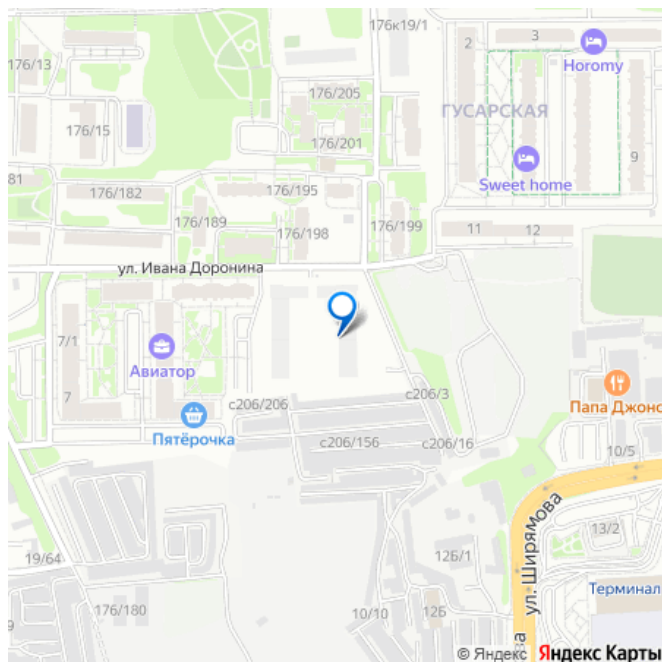 176к19/1
2
3
Horomy
176/13
176/205
ГУСАРСКАЯ
176/15
176/201
Sweet home
9
81
176/182
176/195
176/189
176/198
176/199
11
12
ул. Ивана Доронина
7/1
Авиатор
7
с206/206
с206/3
Папа Джонс
Пятёрочка
с206/156
с206/16
10/5
ул. Ширямова
13/2
19/64
12Б/1
Терминал
176/180
10/10
12Б
ва
© Яндекс Яндекс Карты